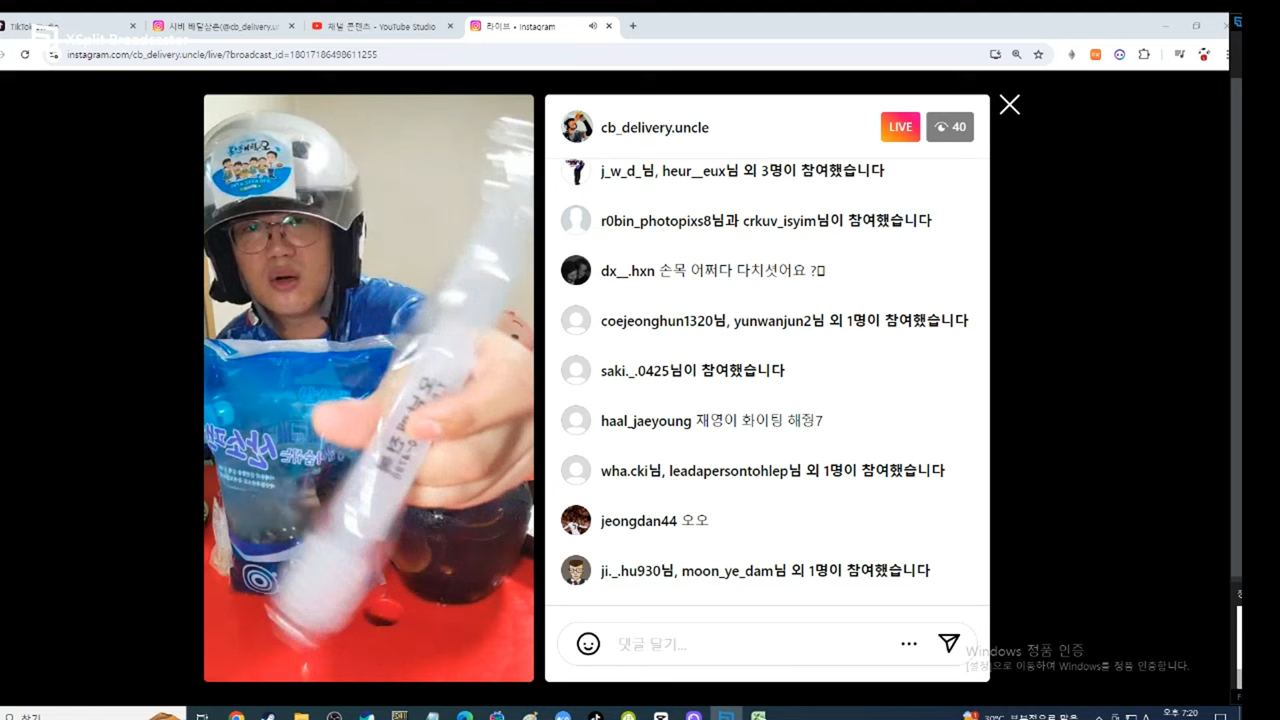 시비 배달삼촌(@cb_delivery.u
채널 콘텐츠 - YouTube Studio
라이브 • Instagram
XSplit Broadcaster
instagram.com/cb_delivery.uncle/live/?broadcast_id=18017186498611255
cb_delivery.uncle
LIVE
40
j_w_d_님, heur__eux님 외 3명이 참여했습니다
r0bin_photopixs8님과 crkuv_isyim님이 참여했습니다
dx__.hxn 손목 어쩌다 다치셧어요 ?
coejeonghun1320님, yunwanjun2님 외 1명이 참여했습니다
saki._.0425님이 참여했습니다
haal_jaeyoung 재영이 화이팅 해줭7
wha.cki님, leadapersontohlep님 외 1명이 참여했습니다
jeongdan44 오오
ji._.hu930님, moon_ye_dam님 외 1명이 참여했습니다
댓글 달기...
Windows 정품 인증
[설정]으로 이동하여 Windows를 정품 인증합니다.
찾기
30°C
오후 7:20